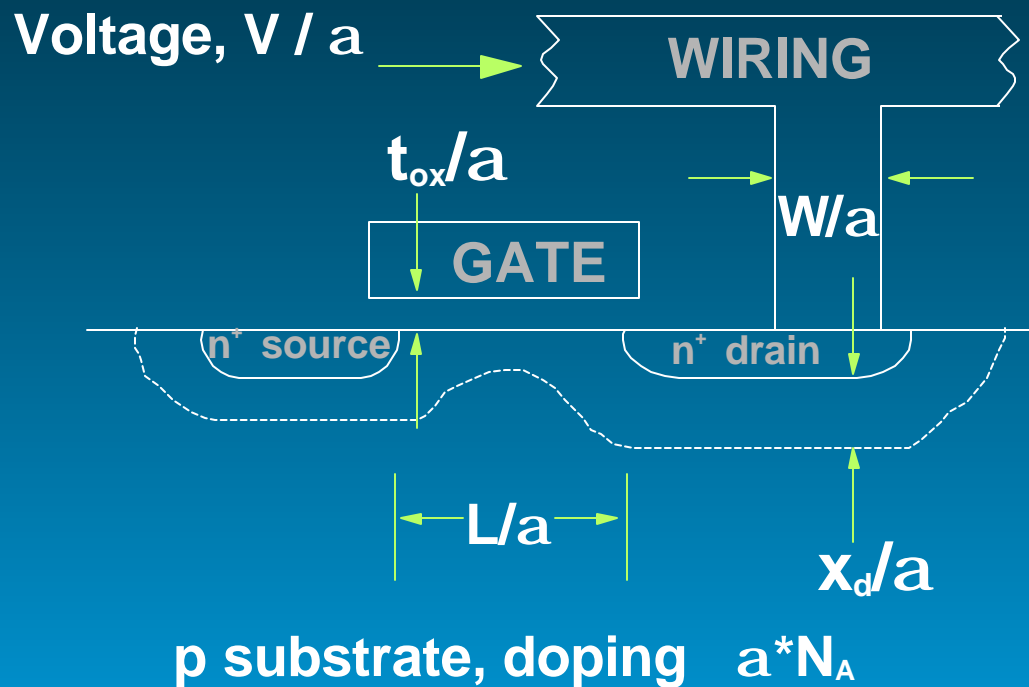 Voltage, V / a
WIRING
tox/a
W/a
GATE
n+ source
n+ drain
L/a
xd/a
p substrate, doping a*NA